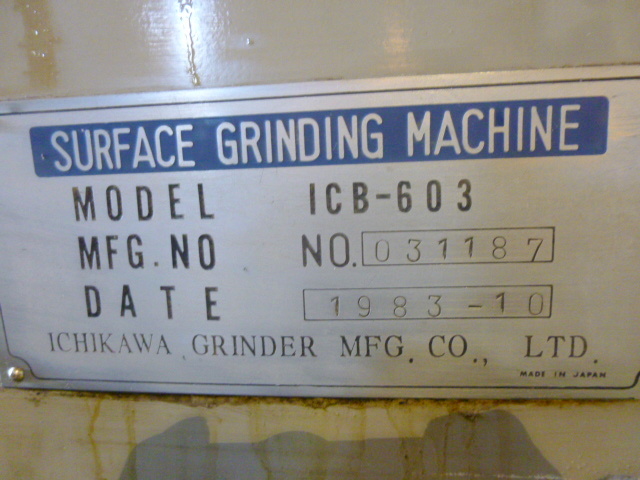 SURFACE GRINDING MACHINE
MODEL ICB-603
MFG. NO NO. 031187
DATE 1983-10
ICHIKAWA GRINDER MFG. CO., LTD.
MADE IN JAPAN